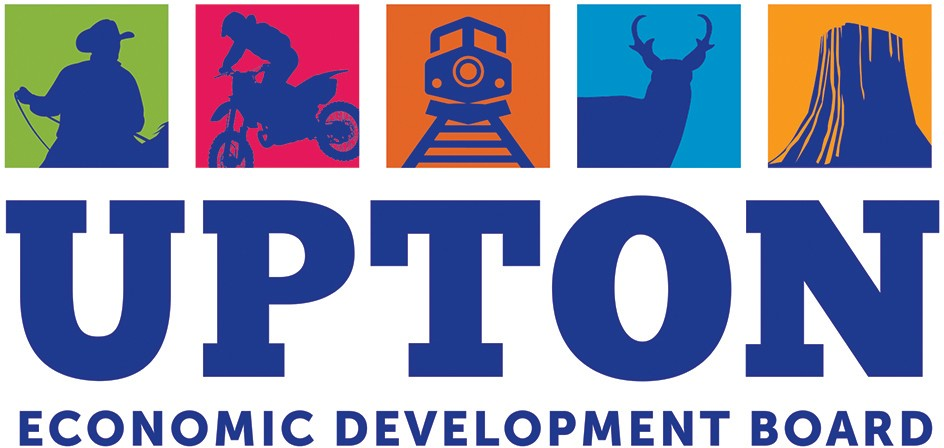 UPTON
ECONOMIC DEVELOPMENT BOARD